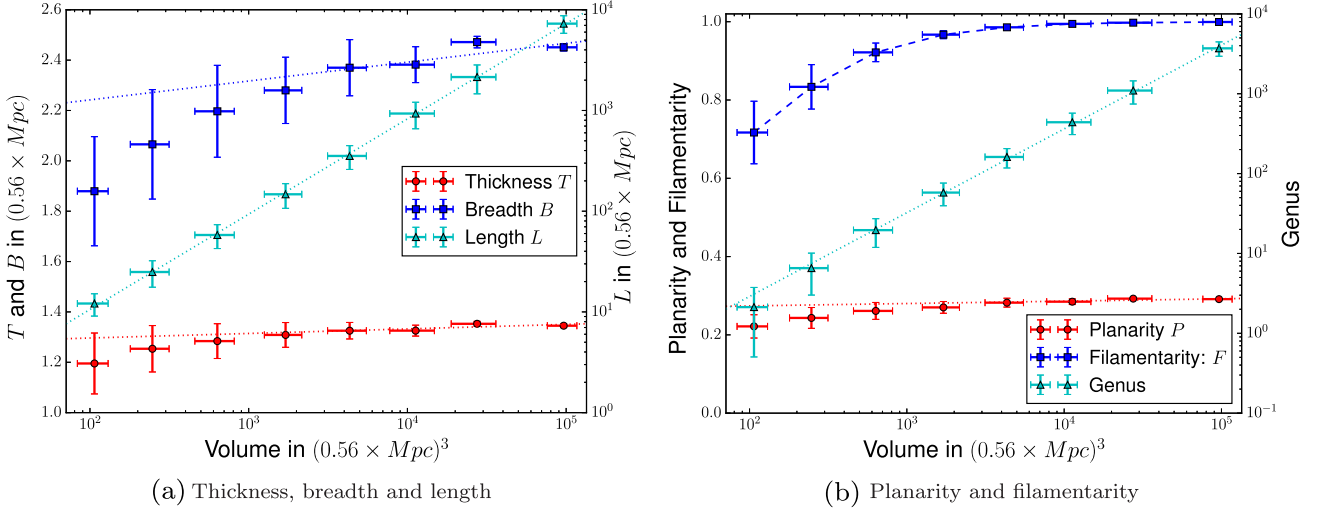 2.6
2.4
2.2
2.0
1.8
1.6
1.4
1.2
1.0
T and B in (0.56 × Mpc)
10^2
10^3
10^4
10^5
Volume in (0.56 × Mpc)^3
10^4
10^3
10^2
10^1
10^0
L in (0.56 × Mpc)
Thickness T
Breadth B
Length L
(a) Thickness, breadth and length
1.0
0.8
0.6
0.4
0.2
0.0
Planarity and Filamentarity
10^2
10^3
10^4
10^5
Volume in (0.56 × Mpc)^3
10^4
10^3
10^2
10^1
10^0
10^−1
Genus
Planarity P
Filamentarity: F
Genus
(b) Planarity and filamentarity